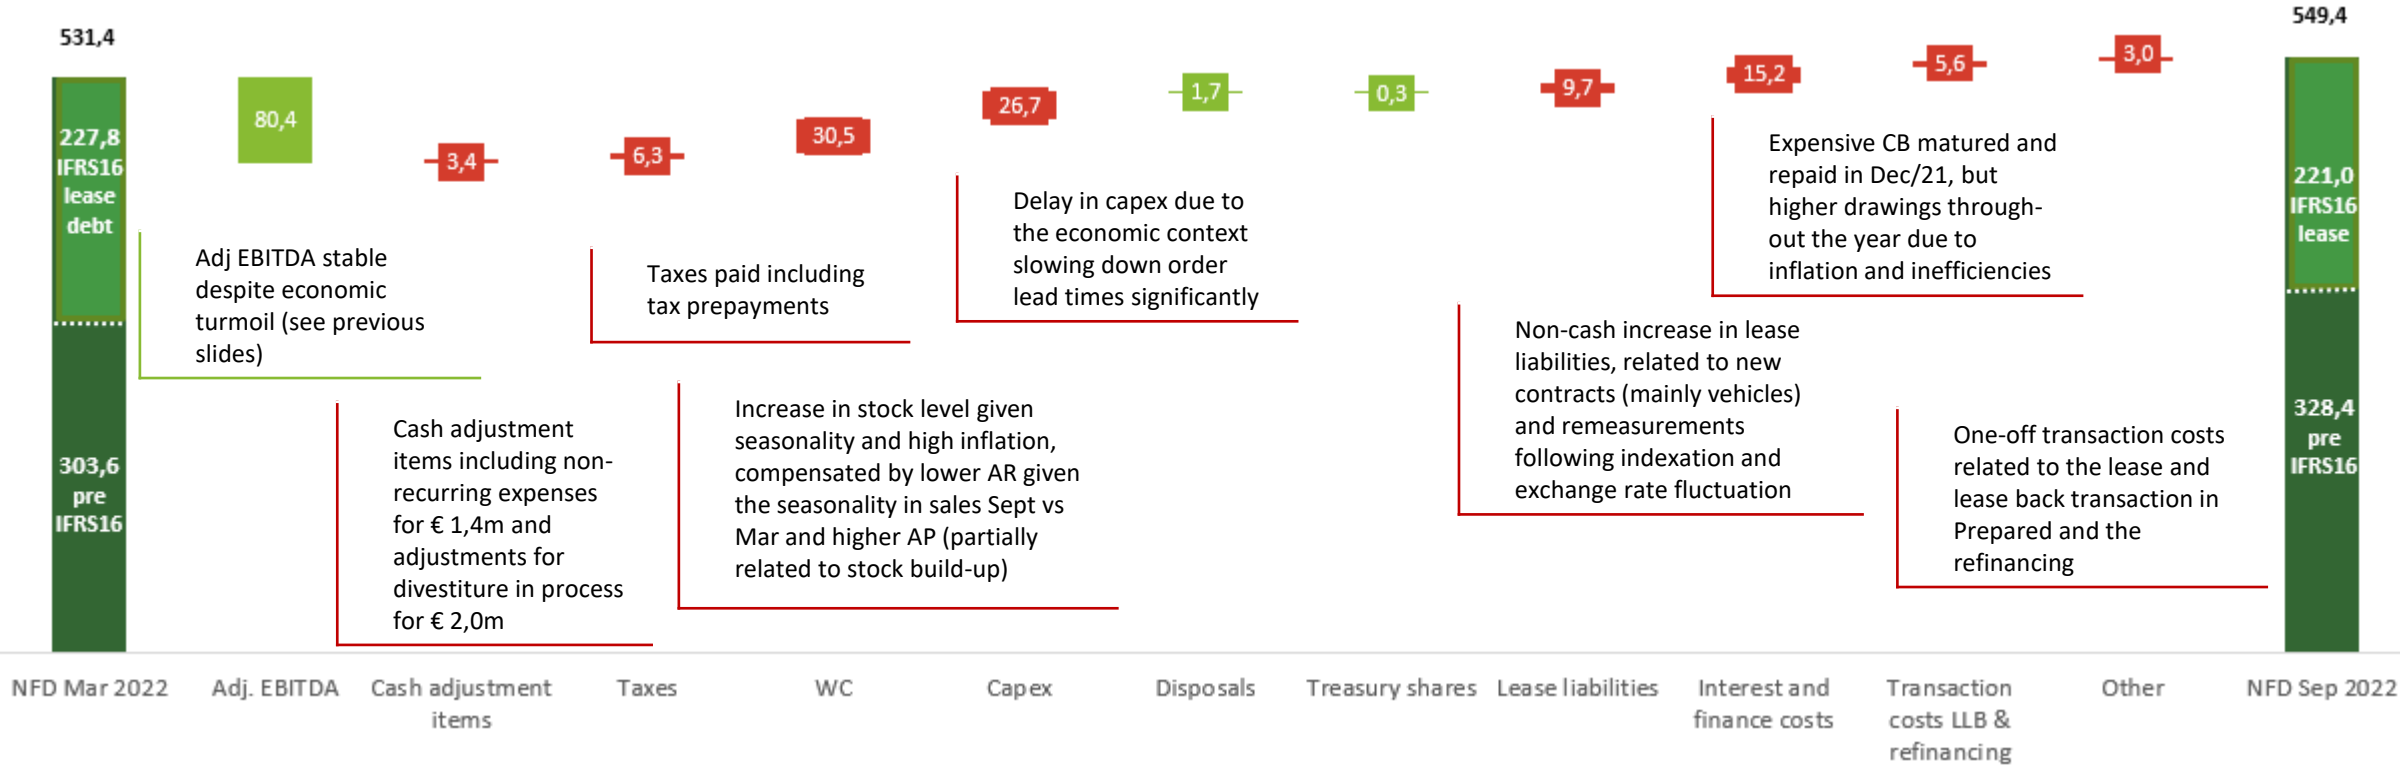 531,4
227,8
IFRS16
lease
debt
303,6
pre
IFRS16
80,4
3,4
6,3
30,5
26,7
1,7
0,3
9,7
15,2
5,6
3,0
549,4
221,0
IFRS16
lease
328,4
pre
IFRS16
Adj EBITDA stable
despite economic
turmoil (see previous
slides)
Cash adjustment
items including non-
recurring expenses
for € 1,4m and
adjustments for
divestiture in process
for € 2,0m
Taxes paid including
tax prepayments
Increase in stock level given
seasonality and high inflation,
compensated by lower AR given
the seasonality in sales Sept vs
Mar and higher AP (partially
related to stock build-up)
Delay in capex due to
the economic context
slowing down order
lead times significantly
Non-cash increase in lease
liabilities, related to new
contracts (mainly vehicles)
and remeasurements
following indexation and
exchange rate fluctuation
Expensive CB matured and
repaid in Dec/21, but
higher drawings through-
out the year due to
inflation and inefficiencies
One-off transaction costs
related to the lease and
lease back transaction in
Prepared and the
refinancing
NFD Mar 2022
Adj. EBITDA
Cash adjustment
items
Taxes
WC
Capex
Disposals
Treasury shares
Lease liabilities
Interest and
finance costs
Transaction
costs LLB &
refinancing
Other
NFD Sep 2022